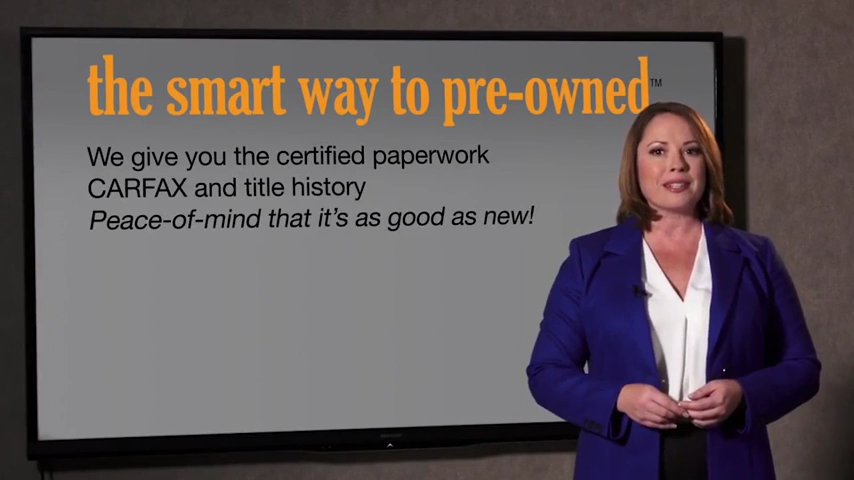 the smart way to pre-owned™
We give you the certified paperwork
CARFAX and title history
Peace-of-mind that it's as good as new!